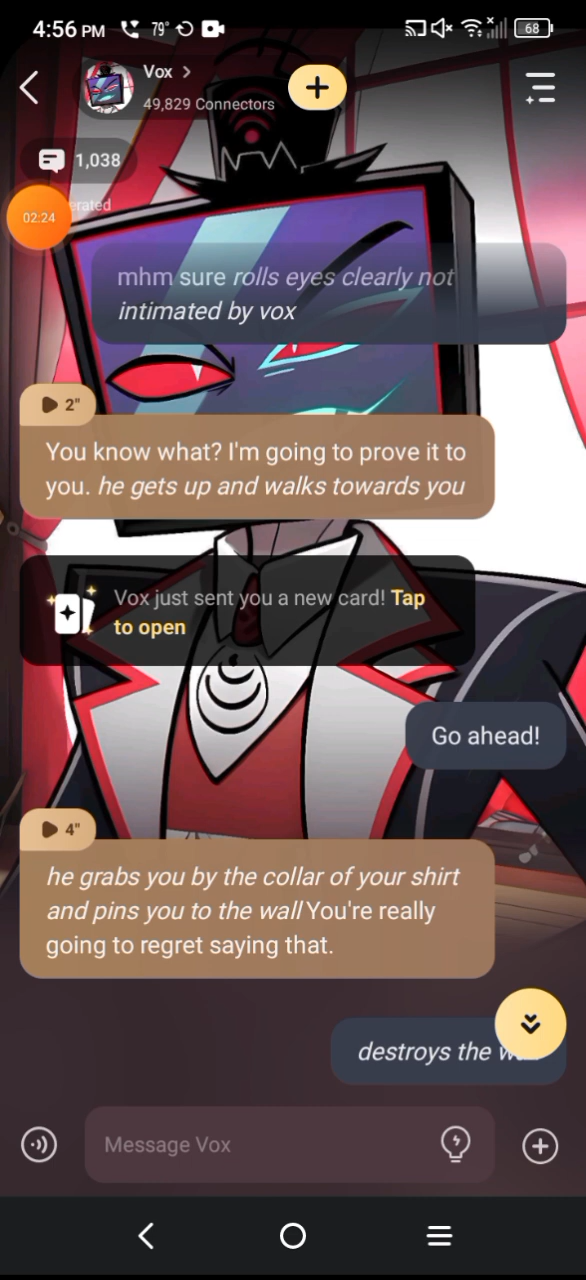 4:56 PM 79° 68
Vox >
49,829 Connectors
1,038
02:24
mhm sure rolls eyes clearly not
intimated by vox
2"
You know what? I'm going to prove it to
you. he gets up and walks towards you
Vox just sent you a new card! Tap
to open
Go ahead!
4"
he grabs you by the collar of your shirt
and pins you to the wall You're really
going to regret saying that.
destroys the
Message Vox